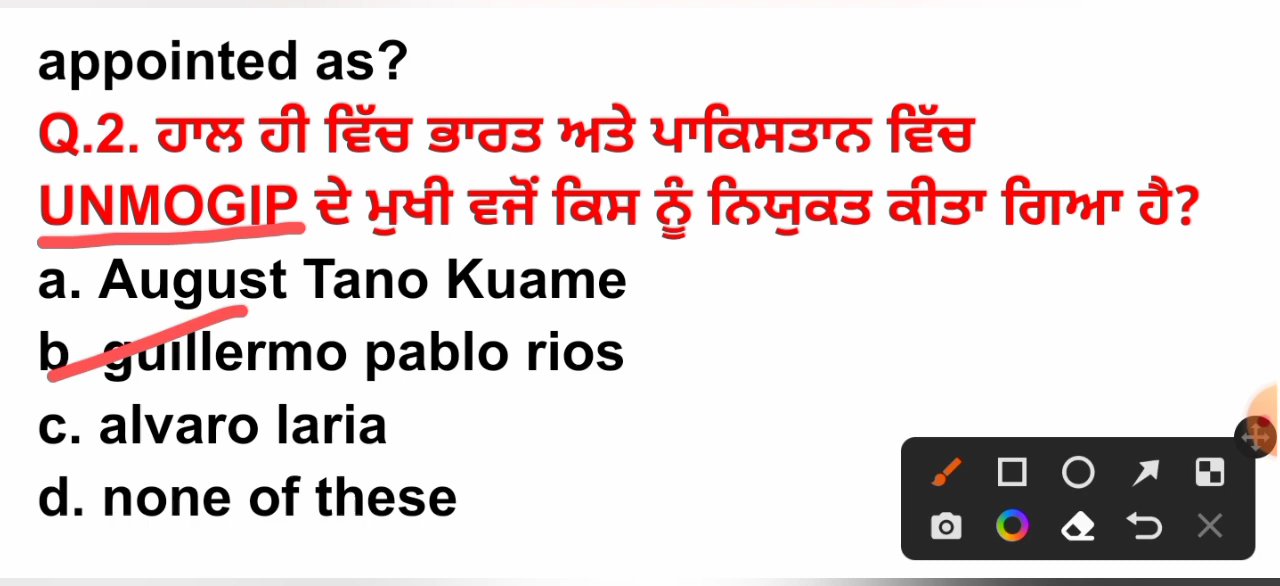 appointed as?
Q.2. ਹਾਲ ਹੀ ਵਿੱਚ ਭਾਰਤ ਅਤੇ ਪਾਕਿਸਤਾਨ ਵਿੱਚ
UNMOGIP ਦੇ ਮੁਖੀ ਵਜੋਂ ਕਿਸ ਨੂੰ ਨਿਯੁਕਤ ਕੀਤਾ ਗਿਆ ਹੈ?
a. August Tano Kuame
b guillermo pablo rios
c. alvaro laria
d. none of these